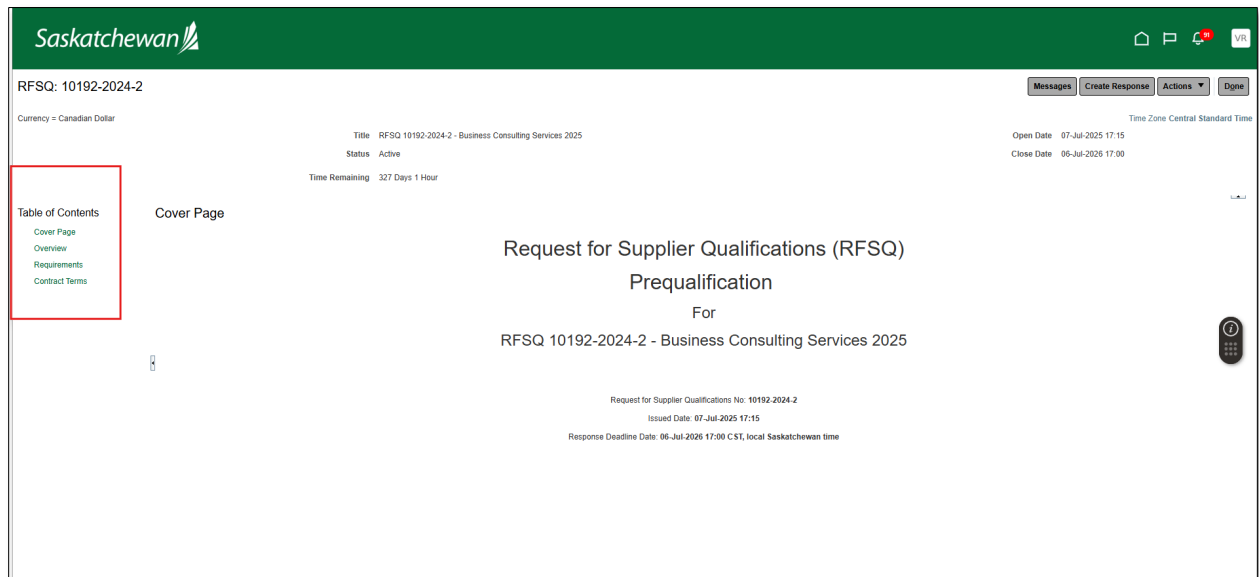 Saskatchewan
91
VR
RFSQ: 10192-2024-2
Messages Create Response Actions Done
Currency = Canadian Dollar
Time Zone Central Standard Time
Title RFSQ 10192-2024-2 - Business Consulting Services 2025
Open Date 07-Jul-2025 17:15
Status Active
Close Date 06-Jul-2026 17:00
Time Remaining 327 Days 1 Hour
Table of Contents
Cover Page
Overview
Requirements
Contract Terms
Cover Page
Request for Supplier Qualifications (RFSQ)
Prequalification
For
RFSQ 10192-2024-2 - Business Consulting Services 2025
Request for Supplier Qualifications No: 10192-2024-2
Issued Date: 07-Jul-2025 17:15
Response Deadline Date: 06-Jul-2026 17:00 CST, local Saskatchewan time